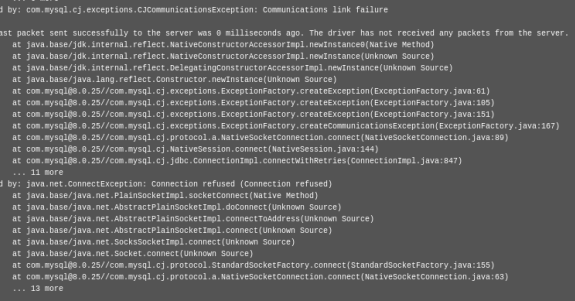 ... 8 more
d by: com.mysql.cj.exceptions.CJCommunicationsException: Communications link failure
ast packet sent successfully to the server was 0 milliseconds ago. The driver has not received any packets from the server.
at java.base/jdk.internal.reflect.NativeConstructorAccessorImpl.newInstance0(Native Method)
at java.base/jdk.internal.reflect.NativeConstructorAccessorImpl.newInstance(Unknown Source)
at java.base/jdk.internal.reflect.DelegatingConstructorAccessorImpl.newInstance(Unknown Source)
at java.base/java.lang.reflect.Constructor.newInstance(Unknown Source)
at com.mysql@8.0.25//com.mysql.cj.exceptions.ExceptionFactory.createException(ExceptionFactory.java:61)
at com.mysql@8.0.25//com.mysql.cj.exceptions.ExceptionFactory.createException(ExceptionFactory.java:105)
at com.mysql@8.0.25//com.mysql.cj.exceptions.ExceptionFactory.createException(ExceptionFactory.java:151)
at com.mysql@8.0.25//com.mysql.cj.exceptions.ExceptionFactory.createCommunicationsException(ExceptionFactory.java:167)
at com.mysql@8.0.25//com.mysql.cj.protocol.a.NativeSocketConnection.connect(NativeSocketConnection.java:89)
at com.mysql@8.0.25//com.mysql.cj.NativeSession.connect(NativeSession.java:144)
at com.mysql@8.0.25//com.mysql.cj.jdbc.ConnectionImpl.connectWithRetries(ConnectionImpl.java:847)
... 11 more
d by: java.net.ConnectException: Connection refused (Connection refused)
at java.base/java.net.PlainSocketImpl.socketConnect(Native Method)
at java.base/java.net.AbstractPlainSocketImpl.doConnect(Unknown Source)
at java.base/java.net.AbstractPlainSocketImpl.connectToAddress(Unknown Source)
at java.base/java.net.AbstractPlainSocketImpl.connect(Unknown Source)
at java.base/java.net.SocksSocketImpl.connect(Unknown Source)
at java.base/java.net.Socket.connect(Unknown Source)
at com.mysql@8.0.25//com.mysql.cj.protocol.StandardSocketFactory.connect(StandardSocketFactory.java:155)
at com.mysql@8.0.25//com.mysql.cj.protocol.a.NativeSocketConnection.connect(NativeSocketConnection.java:63)
... 13 more